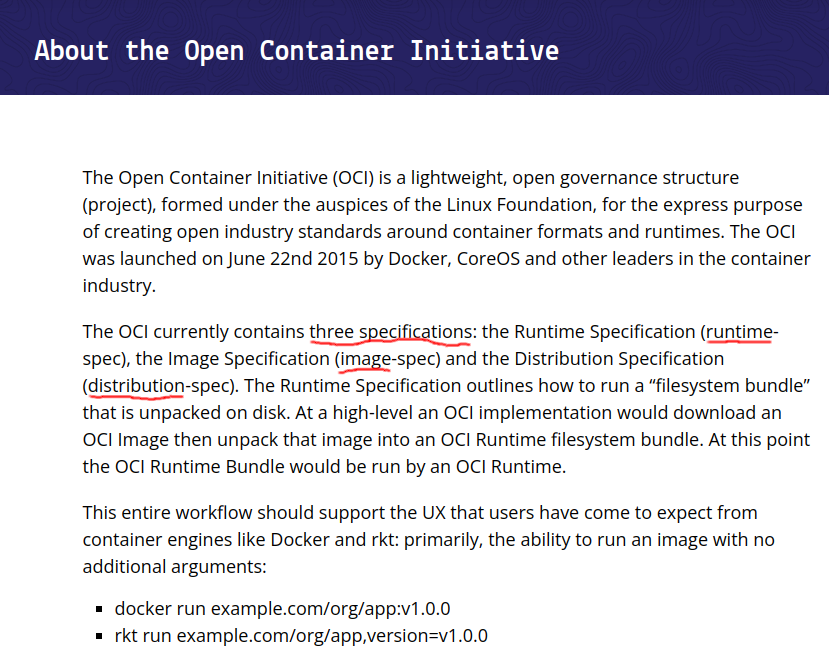 About the Open Container Initiative
The Open Container Initiative (OCI) is a lightweight, open governance structure
(project), formed under the auspices of the Linux Foundation, for the express purpose
of creating open industry standards around container formats and runtimes. The OCI
was launched on June 22nd 2015 by Docker, CoreOS and other leaders in the container
industry.
The OCI currently contains three specifications: the Runtime Specification (runtime-
spec), the Image Specification (image-spec) and the Distribution Specification
(distribution-spec). The Runtime Specification outlines how to run a “filesystem bundle”
that is unpacked on disk. At a high-level an OCI implementation would download an
OCI Image then unpack that image into an OCI Runtime filesystem bundle. At this point
the OCI Runtime Bundle would be run by an OCI Runtime.
This entire workflow should support the UX that users have come to expect from
container engines like Docker and rkt: primarily, the ability to run an image with no
additional arguments:
▪ docker run example.com/org/app:v1.0.0
▪ rkt run example.com/org/app,version=v1.0.0